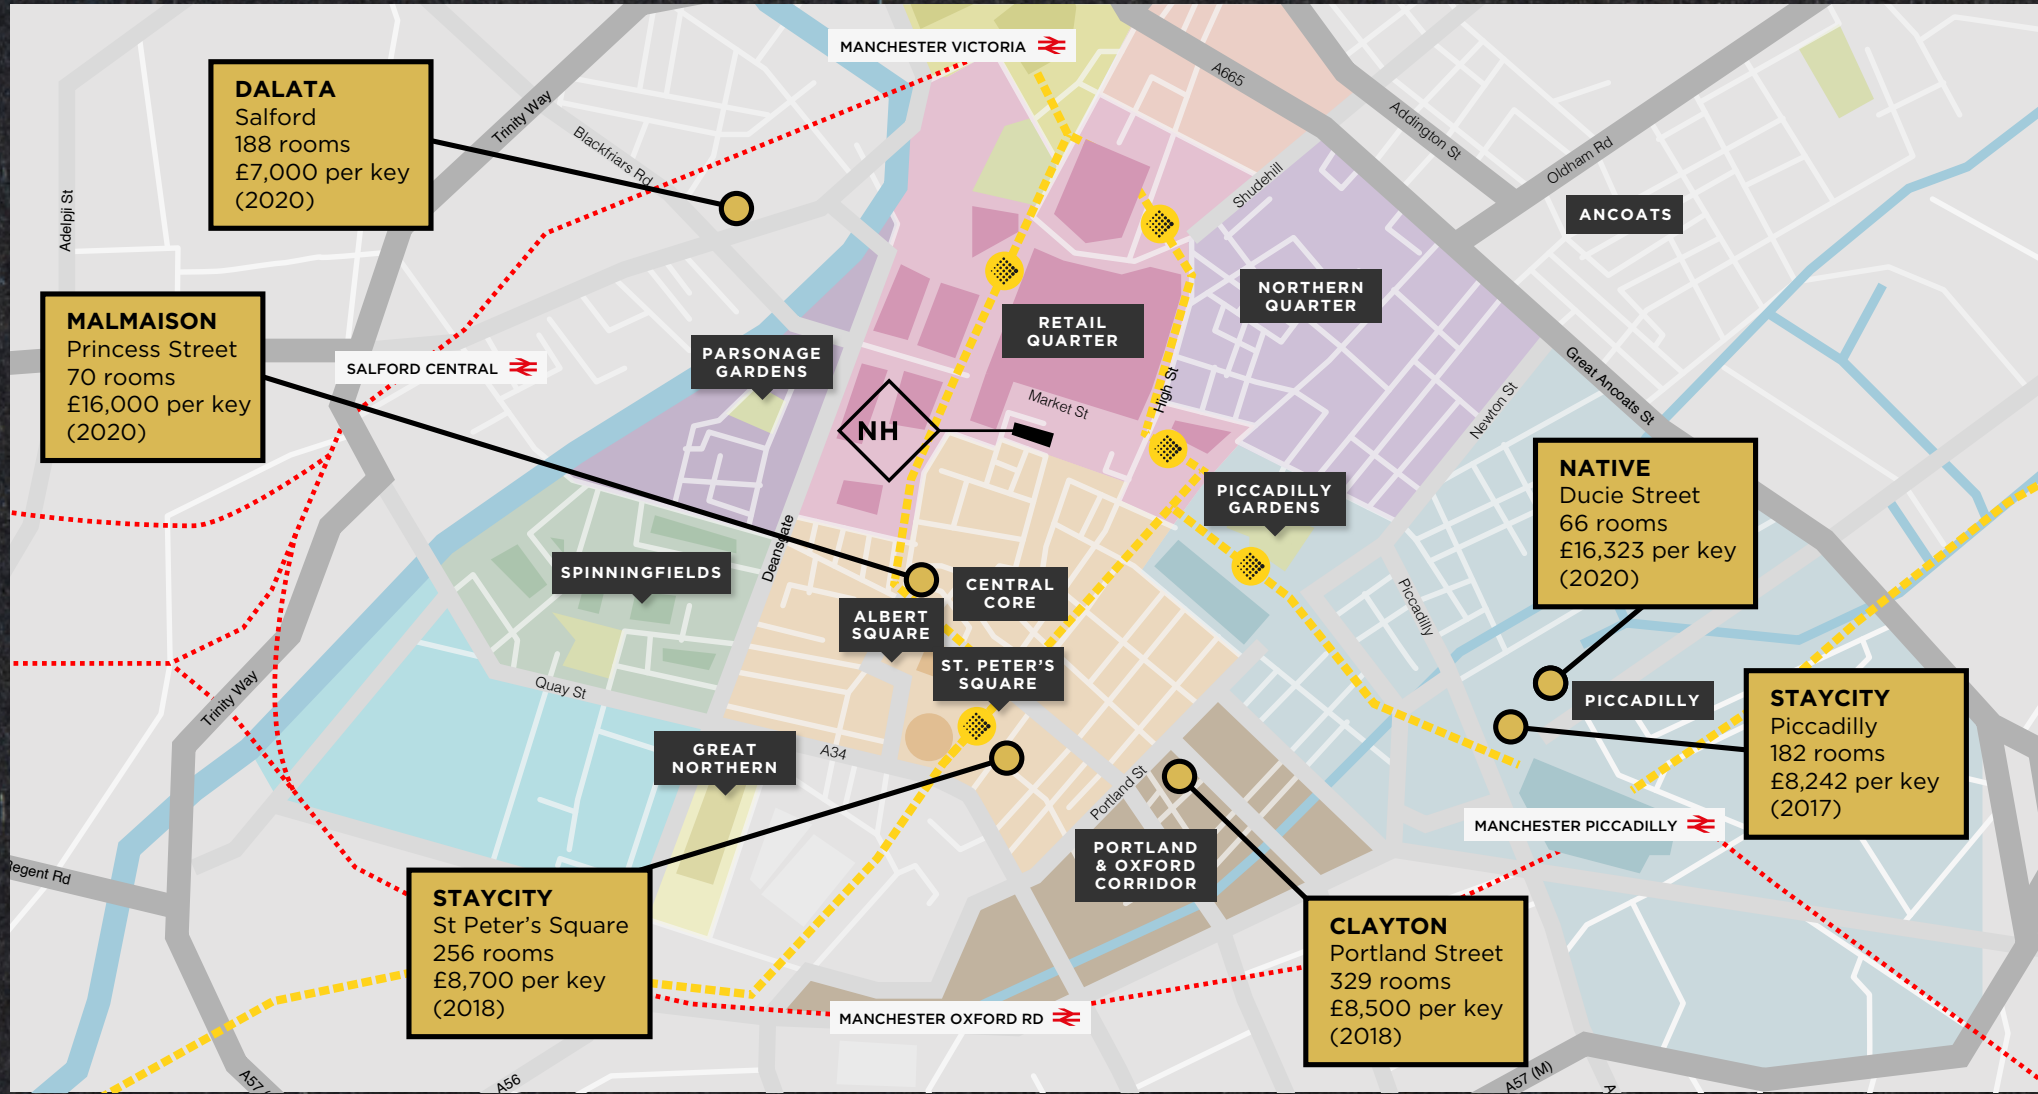 MANCHESTER VICTORIA
A665
DALATA
Salford
188 rooms
£7,000 per key
(2020)
Trinity Way
Blackfriars Rd
Addington St
Oldham Rd
Shudehill
Adelpji St
ANCOATS
MALMAISON
Princess Street
70 rooms
£16,000 per key
(2020)
SALFORD CENTRAL
PARSONAGE
GARDENS
RETAIL
QUARTER
NORTHERN
QUARTER
Market St
High St
NH
Newton St
Great Ancoats St
PICCADILLY
GARDENS
NATIVE
Ducie Street
66 rooms
£16,323 per key
(2020)
SPINNINGFIELDS
Deansgate
CENTRAL
CORE
ALBERT
SQUARE
ST. PETER’S
SQUARE
Piccadilly
PICCADILLY
STAYCITY
Piccadilly
182 rooms
£8,242 per key
(2017)
Trinity Way
Quay St
GREAT
NORTHERN
A34
Portland St
MANCHESTER PICCADILLY
PORTLAND
& OXFORD
CORRIDOR
egent Rd
STAYCITY
St Peter’s Square
256 rooms
£8,700 per key
(2018)
CLAYTON
Portland Street
329 rooms
£8,500 per key
(2018)
MANCHESTER OXFORD RD
A57
A56
A57 (M)
A